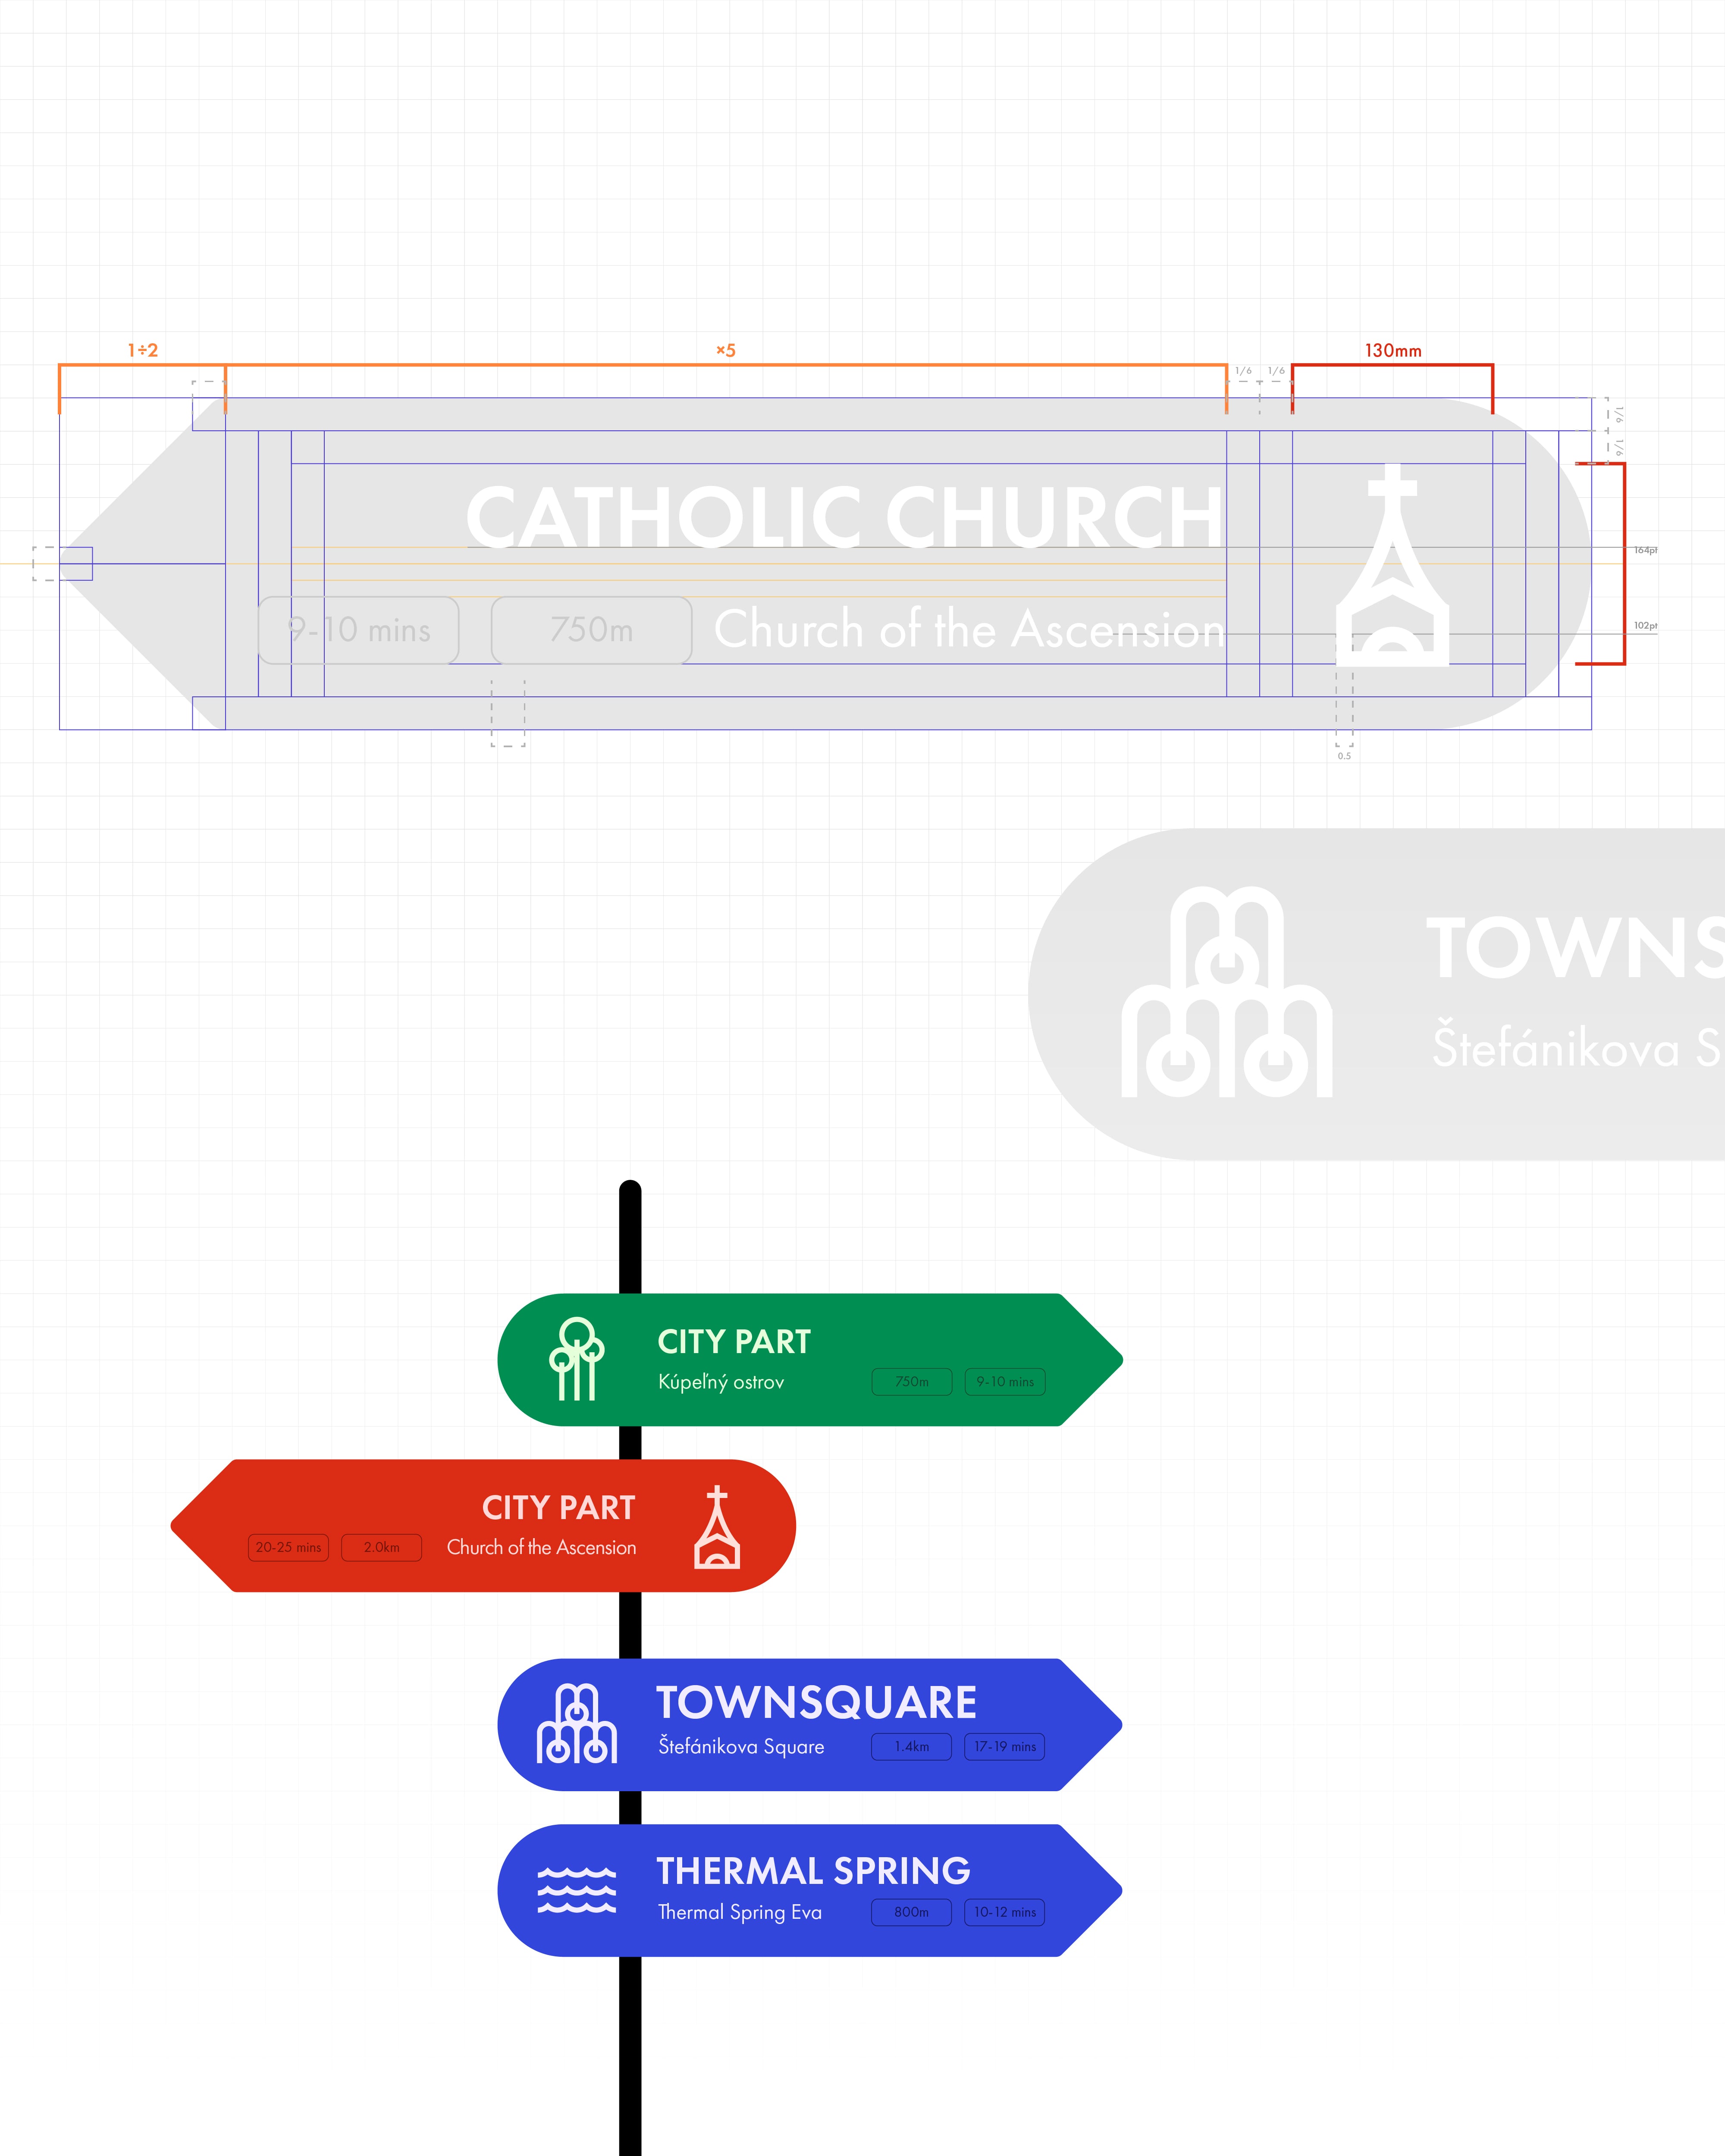 1÷2
×5
130mm
1/6 1/6
1/6
1/6
CATHOLIC CHURCH
164pt
9-10 mins 750m Church of the Ascension
102pt
0.5
TOWNS
Štefánikova S
CITY PART
Kúpeľný ostrov 750m 9-10 mins
CITY PART
20-25 mins 2.0km Church of the Ascension
TOWNSQUARE
Štefánikova Square 1.4km 17-19 mins
THERMAL SPRING
Thermal Spring Eva 800m 10-12 mins